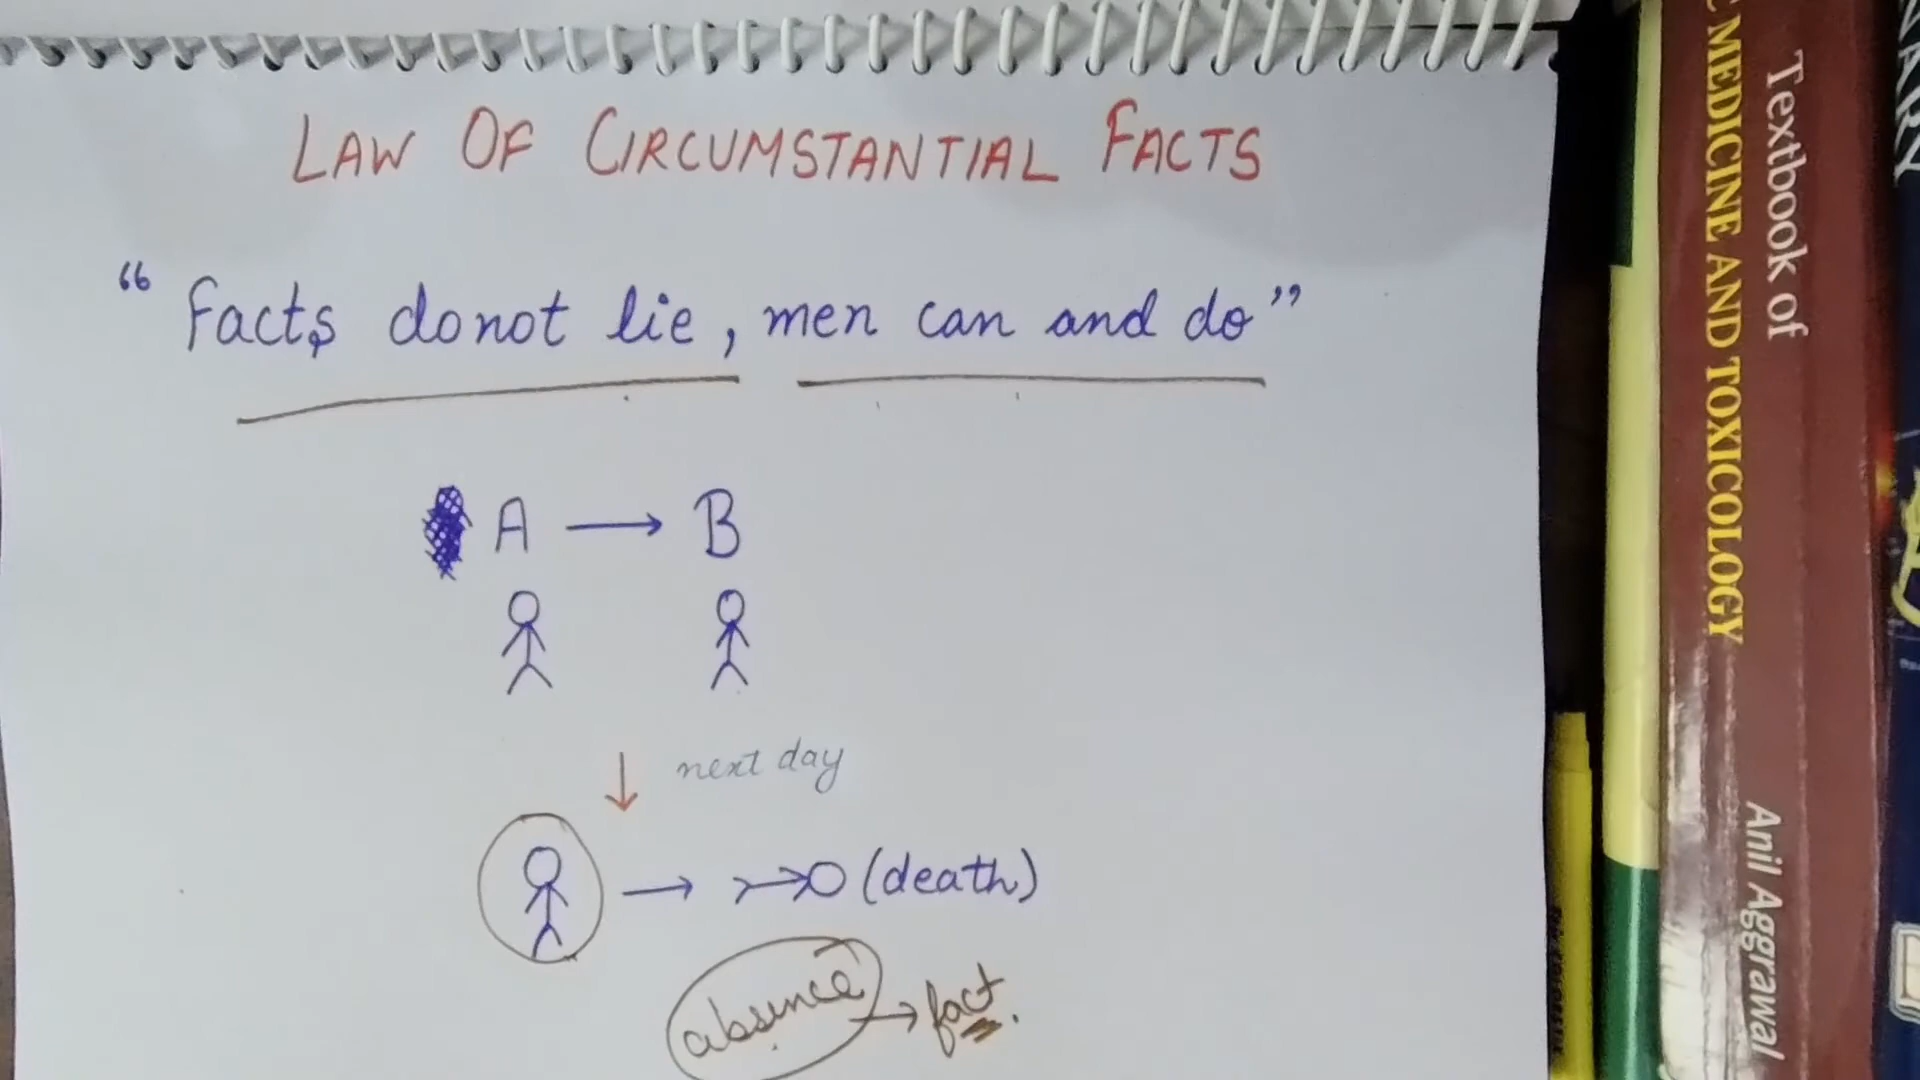 LAW OF CIRCUMSTANTIAL FACTS
“Facts donot lie, men can and do”
A → B
↓ next day
→ (death)
absence → fact.
Textbook of
MEDICINE AND TOXICOLOGY
Anil Aggrawal